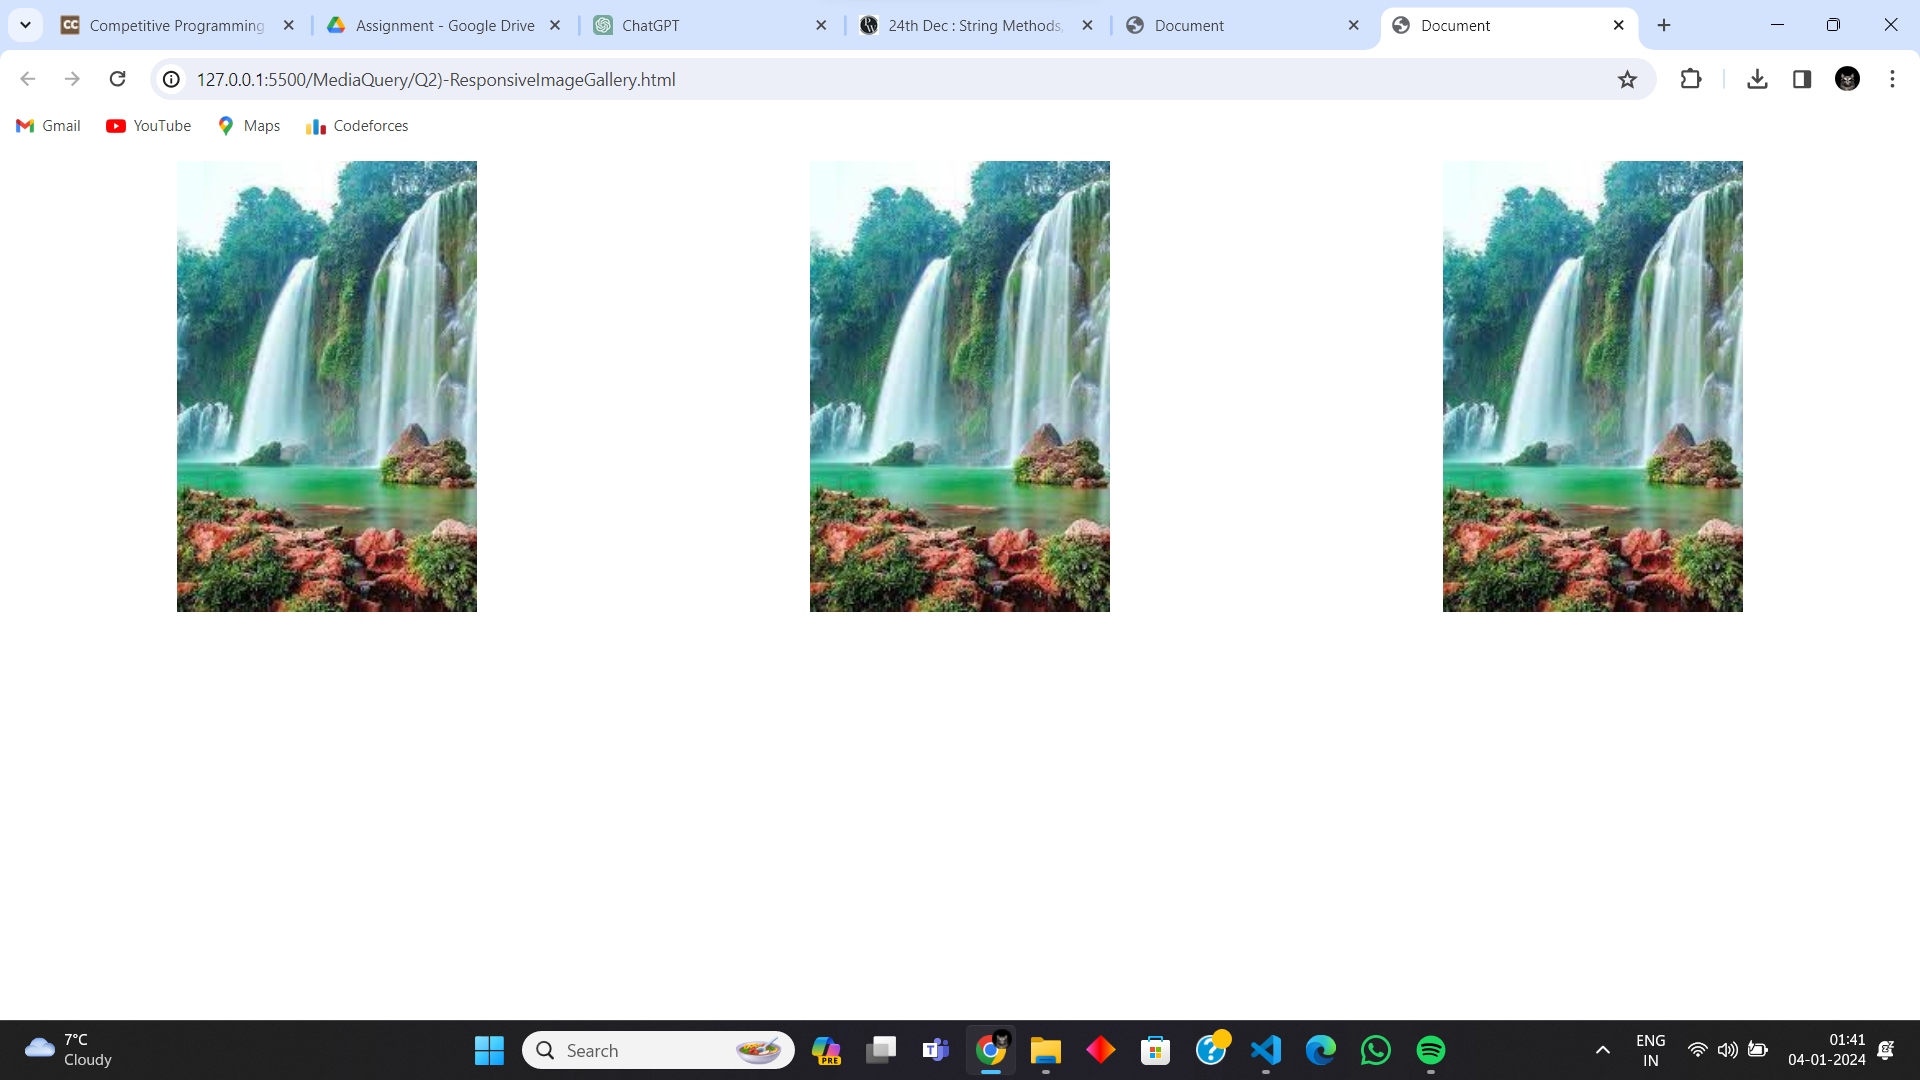 Competitive Programming
Assignment - Google Drive
ChatGPT
24th Dec : String Methods,
Document
Document
127.0.0.1:5500/MediaQuery/Q2)-ResponsiveImageGallery.html
Gmail
YouTube
Maps
Codeforces
7°C
Cloudy
Search
PRE
ENG
IN
01:41
04-01-2024